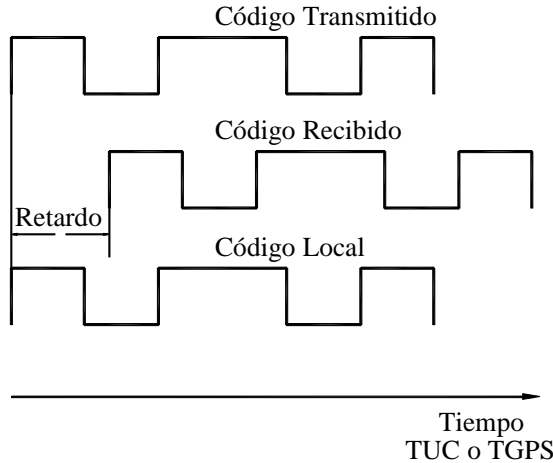 Código Transmitido
Código Recibido
Retardo
Código Local
Tiempo
TUC o TGPS